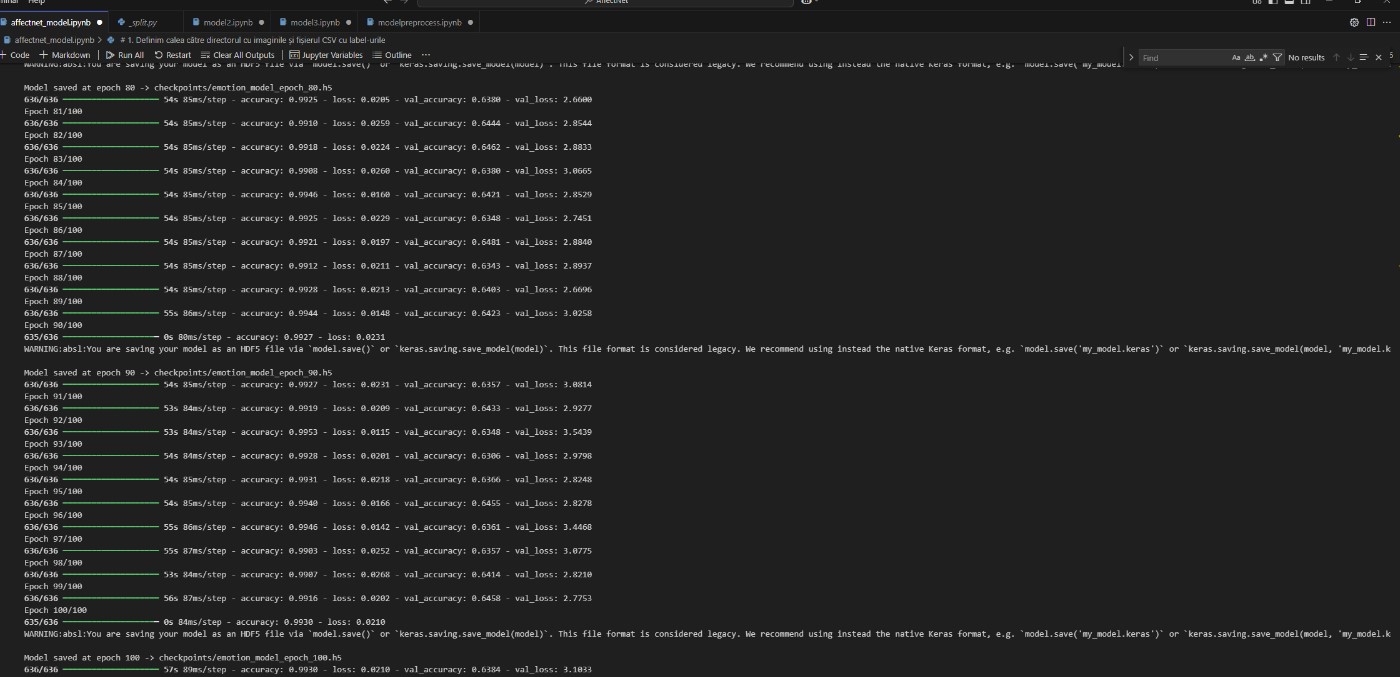 Help
AffectNet
affectnet_model.ipynb _split.py model2.ipynb model3.ipynb modelpreprocess.ipynb
affectnet_model.ipynb > # 1. Definim calea către directorul cu imaginile și fișierul CSV cu label-urile
+ Code + Markdown Run All Restart Clear All Outputs Jupyter Variables Outline ...
Find Aa ab No results
WARNING:absl:You are saving your model as an HDF5 file via `model.save()` or `keras.saving.save_model(model)`. This file format is considered legacy. We recommend using instead the native Keras format, e.g. `model.save('my_model.keras')` or `keras.saving.save_model(model, 'my_model.k
Model saved at epoch 80 -> checkpoints/emotion_model_epoch_80.h5
636/636 54s 85ms/step - accuracy: 0.9925 - loss: 0.0205 - val_accuracy: 0.6380 - val_loss: 2.6600
Epoch 81/100
636/636 54s 85ms/step - accuracy: 0.9910 - loss: 0.0259 - val_accuracy: 0.6444 - val_loss: 2.8544
Epoch 82/100
636/636 54s 85ms/step - accuracy: 0.9918 - loss: 0.0224 - val_accuracy: 0.6462 - val_loss: 2.8833
Epoch 83/100
636/636 54s 85ms/step - accuracy: 0.9908 - loss: 0.0260 - val_accuracy: 0.6380 - val_loss: 3.0665
Epoch 84/100
636/636 54s 85ms/step - accuracy: 0.9946 - loss: 0.0160 - val_accuracy: 0.6421 - val_loss: 2.8529
Epoch 85/100
636/636 54s 85ms/step - accuracy: 0.9925 - loss: 0.0229 - val_accuracy: 0.6348 - val_loss: 2.7451
Epoch 86/100
636/636 54s 85ms/step - accuracy: 0.9921 - loss: 0.0197 - val_accuracy: 0.6481 - val_loss: 2.8840
Epoch 87/100
636/636 54s 85ms/step - accuracy: 0.9912 - loss: 0.0211 - val_accuracy: 0.6343 - val_loss: 2.8937
Epoch 88/100
636/636 54s 85ms/step - accuracy: 0.9928 - loss: 0.0213 - val_accuracy: 0.6403 - val_loss: 2.6696
Epoch 89/100
636/636 55s 86ms/step - accuracy: 0.9944 - loss: 0.0148 - val_accuracy: 0.6423 - val_loss: 3.0258
Epoch 90/100
635/636 0s 80ms/step - accuracy: 0.9927 - loss: 0.0231
WARNING:absl:You are saving your model as an HDF5 file via `model.save()` or `keras.saving.save_model(model)`. This file format is considered legacy. We recommend using instead the native Keras format, e.g. `model.save('my_model.keras')` or `keras.saving.save_model(model, 'my_model.k
Model saved at epoch 90 -> checkpoints/emotion_model_epoch_90.h5
636/636 54s 85ms/step - accuracy: 0.9927 - loss: 0.0231 - val_accuracy: 0.6357 - val_loss: 3.0814
Epoch 91/100
636/636 53s 84ms/step - accuracy: 0.9919 - loss: 0.0209 - val_accuracy: 0.6433 - val_loss: 2.9277
Epoch 92/100
636/636 53s 84ms/step - accuracy: 0.9953 - loss: 0.0115 - val_accuracy: 0.6348 - val_loss: 3.5439
Epoch 93/100
636/636 54s 84ms/step - accuracy: 0.9928 - loss: 0.0201 - val_accuracy: 0.6306 - val_loss: 2.9798
Epoch 94/100
636/636 54s 85ms/step - accuracy: 0.9931 - loss: 0.0218 - val_accuracy: 0.6366 - val_loss: 2.8248
Epoch 95/100
636/636 54s 85ms/step - accuracy: 0.9940 - loss: 0.0166 - val_accuracy: 0.6455 - val_loss: 2.8278
Epoch 96/100
636/636 55s 86ms/step - accuracy: 0.9946 - loss: 0.0142 - val_accuracy: 0.6361 - val_loss: 3.4468
Epoch 97/100
636/636 55s 87ms/step - accuracy: 0.9903 - loss: 0.0252 - val_accuracy: 0.6357 - val_loss: 3.0775
Epoch 98/100
636/636 53s 84ms/step - accuracy: 0.9907 - loss: 0.0268 - val_accuracy: 0.6414 - val_loss: 2.8210
Epoch 99/100
636/636 56s 87ms/step - accuracy: 0.9916 - loss: 0.0202 - val_accuracy: 0.6458 - val_loss: 2.7753
Epoch 100/100
635/636 0s 84ms/step - accuracy: 0.9930 - loss: 0.0210
WARNING:absl:You are saving your model as an HDF5 file via `model.save()` or `keras.saving.save_model(model)`. This file format is considered legacy. We recommend using instead the native Keras format, e.g. `model.save('my_model.keras')` or `keras.saving.save_model(model, 'my_model.k
Model saved at epoch 100 -> checkpoints/emotion_model_epoch_100.h5
636/636 57s 89ms/step - accuracy: 0.9930 - loss: 0.0210 - val_accuracy: 0.6384 - val_loss: 3.1033